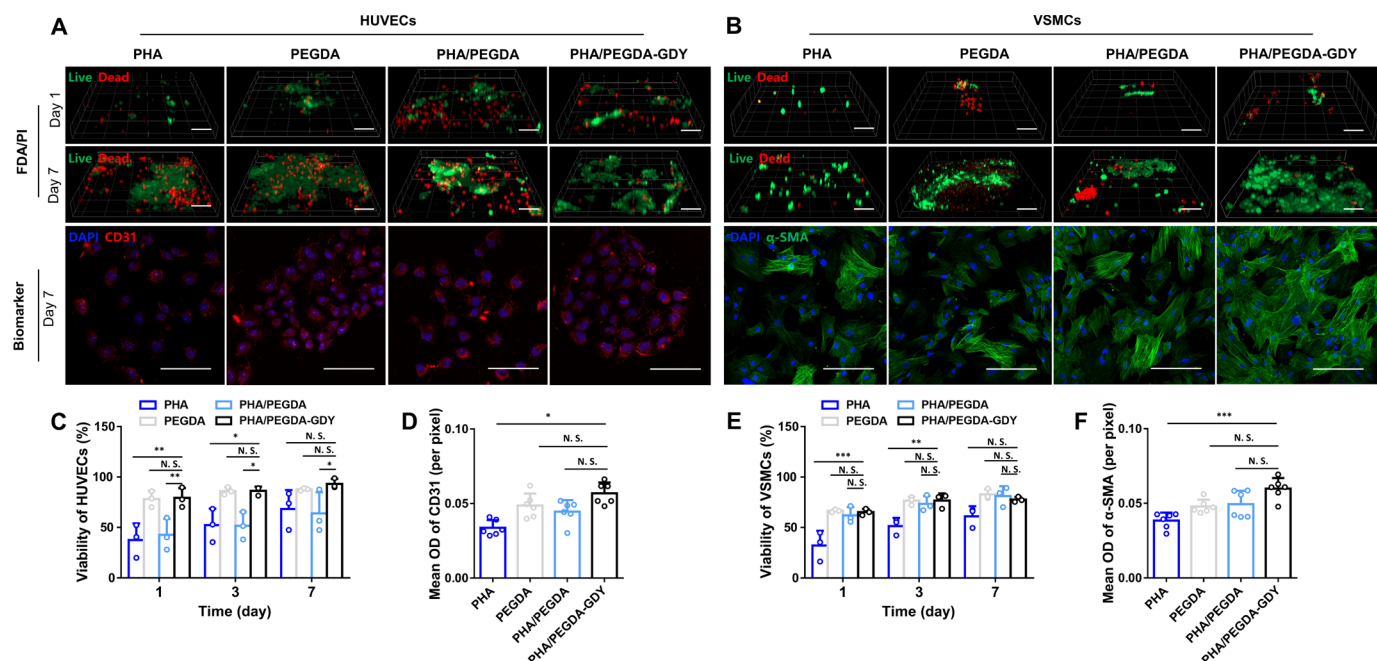 A
HUVECs
PHA
PEGDA
PHA/PEGDA
PHA/PEGDA-GDY
FDA/PI
Day 1
Live Dead
Day 7
Live Dead
Biomarker
Day 7
DAPI CD31
B
VSMCs
PHA
PEGDA
PHA/PEGDA
PHA/PEGDA-GDY
Live Dead
Live Dead
DAPI α-SMA
C
PHA
PHA/PEGDA
PEGDA
PHA/PEGDA-GDY
Viability of HUVECs (%)
150
100
50
0
**
N. S.
**
*
N. S.
*
N. S.
N. S.
*
1
3
7
Time (day)
D
Mean OD of CD31 (per pixel)
0.10
0.05
0.00
*
N. S.
N. S.
PHA
PEGDA
PHA/PEGDA
PHA/PEGDA-GDY
E
PHA
PHA/PEGDA
PEGDA
PHA/PEGDA-GDY
Viability of VSMCs (%)
150
100
50
0
***
N. S.
N. S.
**
N. S.
N. S.
N. S.
N. S.
N. S.
1
3
7
Time (day)
F
Mean OD of α-SMA (per pixel)
0.10
0.05
0.00
***
N. S.
N. S.
PHA
PEGDA
PHA/PEGDA
PHA/PEGDA-GDY